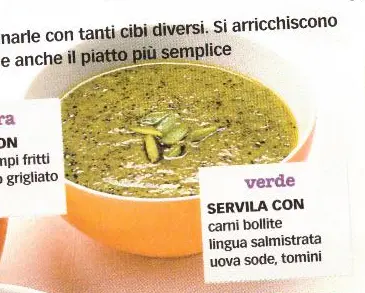 narle con tanti cibi diversi. Si arricchiscono
e anche il piatto più semplice
ra
ON
mpi fritti
o grigliato
verde
SERVILA CON
carni bollite
lingua salmistrata
uova sode, tomini